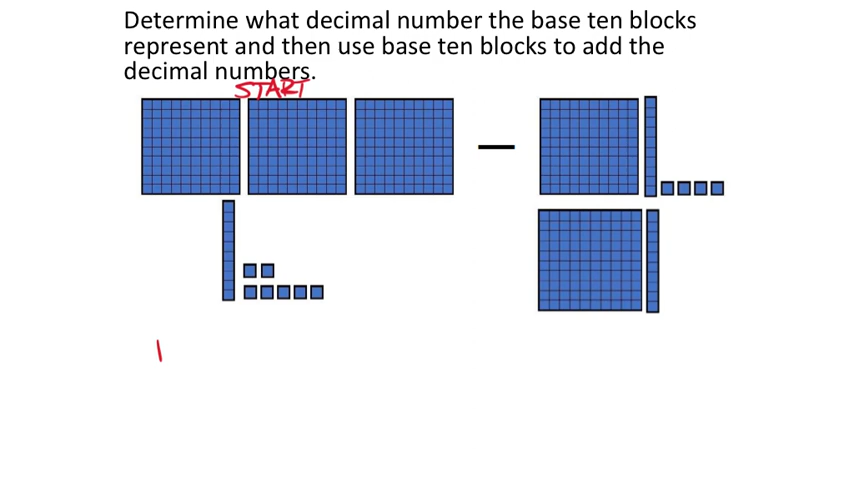 Determine what decimal number the base ten blocks
represent and then use base ten blocks to add the
decimal numbers.
START